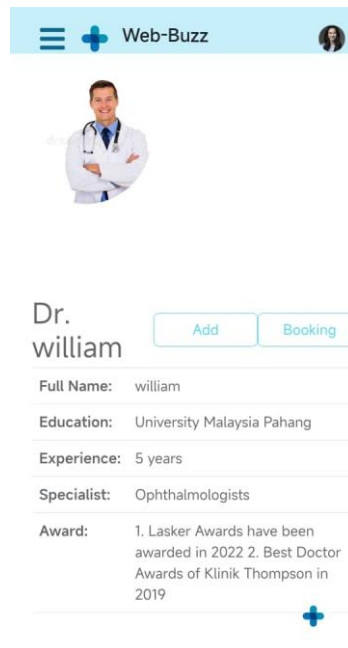 Web-Buzz
Dr.
william
Add
Booking
Full Name: william
Education: University Malaysia Pahang
Experience: 5 years
Specialist: Ophthalmologists
Award: 1. Lasker Awards have been
awarded in 2022 2. Best Doctor
Awards of Klinik Thompson in
2019